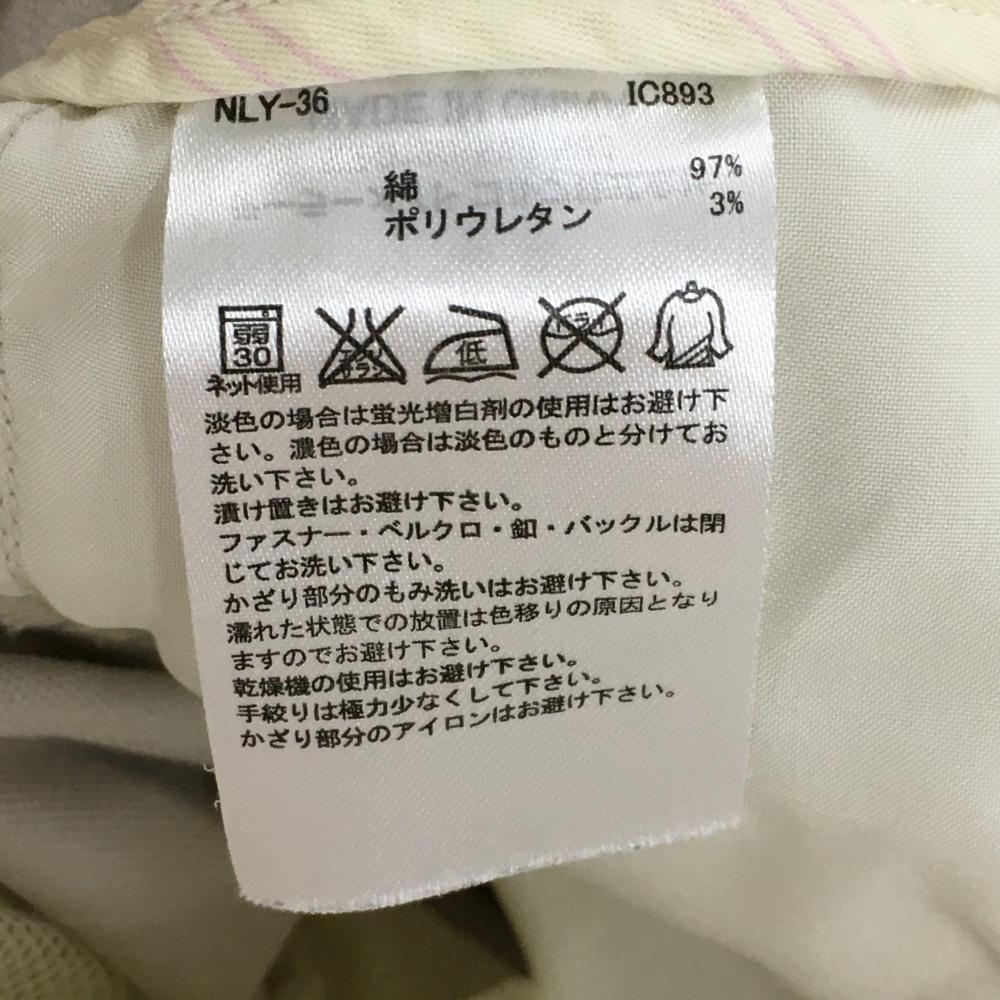 NLY-36 IC893
綿 97%
ポリウレタン 3%
弱
30
ネット使用
エンソ
サラシ
低
ドライ
淡色の場合は蛍光増白剤の使用はお避け下
さい。濃色の場合は淡色のものと分けてお
洗い下さい。
漬け置きはお避け下さい。
ファスナー・ベルクロ・釦・バックルは閉
じてお洗い下さい。
かざり部分のもみ洗いはお避け下さい。
濡れた状態での放置は色移りの原因となり
ますのでお避け下さい。
乾燥機の使用はお避け下さい。
手絞りは極力少なくして下さい。
かざり部分のアイロンはお避け下さい。